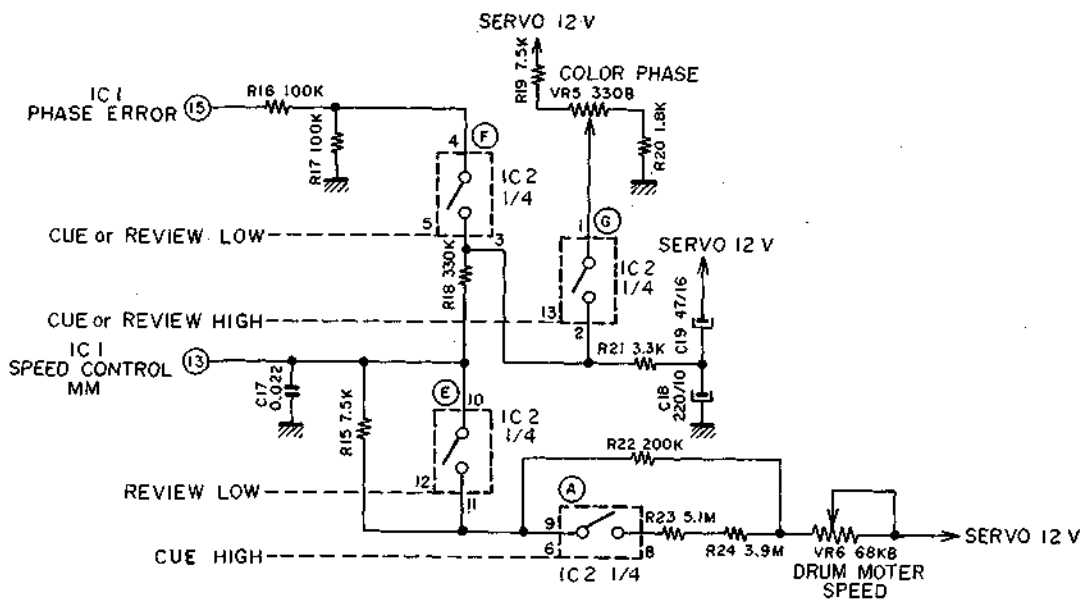 SERVO 12 V
R19 7.5K
COLOR PHASE
VR5 330B
R20 1.8K
IC 1
PHASE ERROR
15
R16 100K
R17 100K
4
F
IC 2
1/4
5
3
CUE or REVIEW LOW
R18 330K
1
G
IC 2
1/4
13
2
CUE or REVIEW HIGH
SERVO 12 V
C19 47/16
R21 3.3K
C18
220/10
IC 1
SPEED CONTROL
MM
13
C17
0.022
R15 7.5K
E
10
IC 2
1/4
12
11
REVIEW LOW
R22 200K
A
9
6
8
CUE HIGH
IC 2 1/4
R23 5.1M
R24 3.9M
VR6 68KB
DRUM MOTER
SPEED
SERVO 12 V